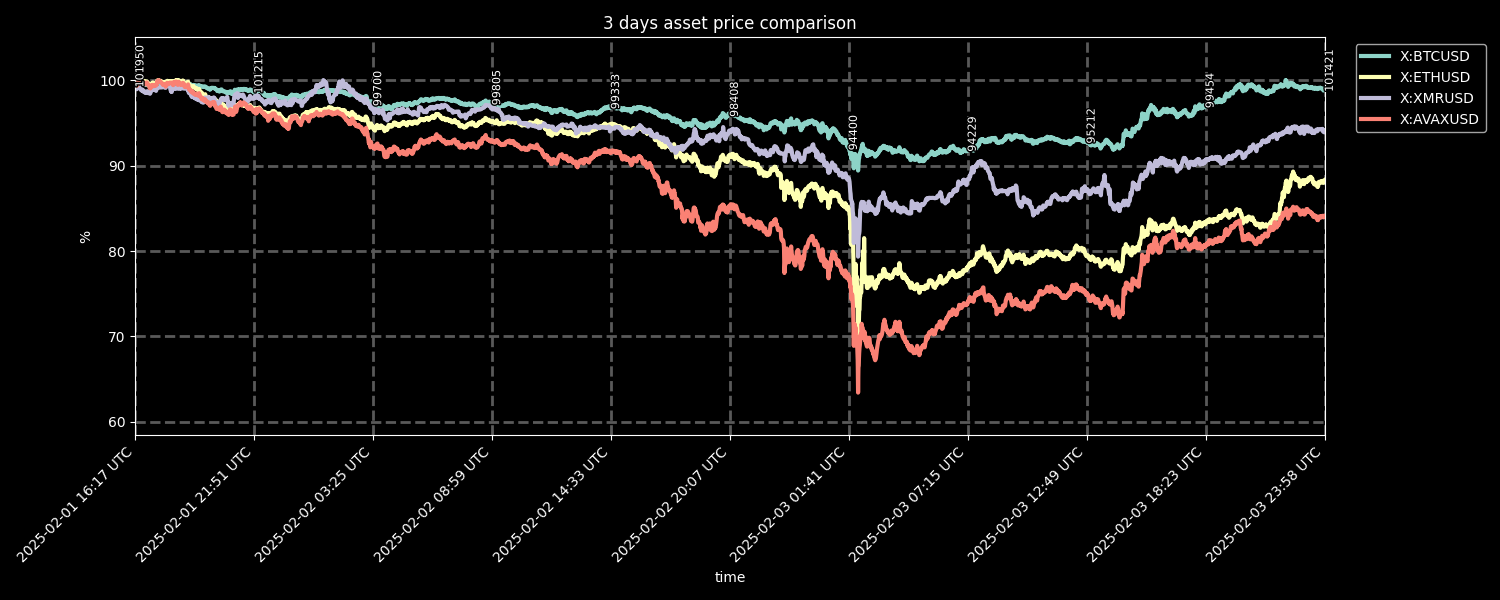 3 days asset price comparison
X:BTCUSD
X:ETHUSD
X:XMRUSD
X:AVAXUSD
101950
101215
99700
99805
99333
98408
94400
94229
95212
99454
101421
100
90
80
70
60
%
2025-02-01 16:17 UTC
2025-02-01 21:51 UTC
2025-02-02 03:25 UTC
2025-02-02 08:59 UTC
2025-02-02 14:33 UTC
2025-02-02 20:07 UTC
2025-02-03 01:41 UTC
2025-02-03 07:15 UTC
2025-02-03 12:49 UTC
2025-02-03 18:23 UTC
2025-02-03 23:58 UTC
time